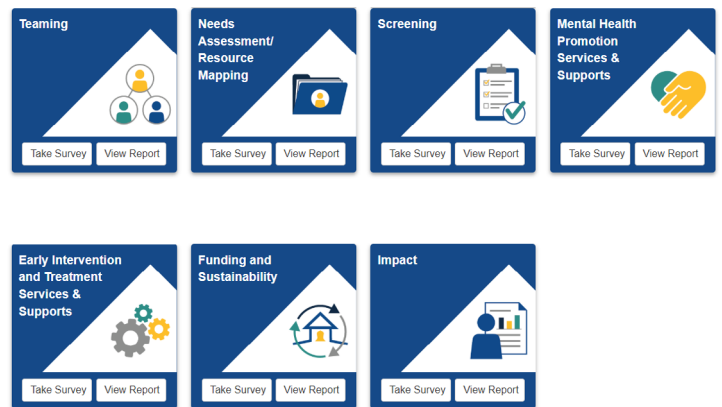 Teaming
Needs
Assessment/
Resource
Mapping
Screening
Mental Health
Promotion
Services &
Supports
Take Survey View Report
Take Survey View Report
Take Survey View Report
Take Survey View Report
Early Intervention
and Treatment
Services &
Supports
Funding and
Sustainability
Impact
Take Survey View Report
Take Survey View Report
Take Survey View Report